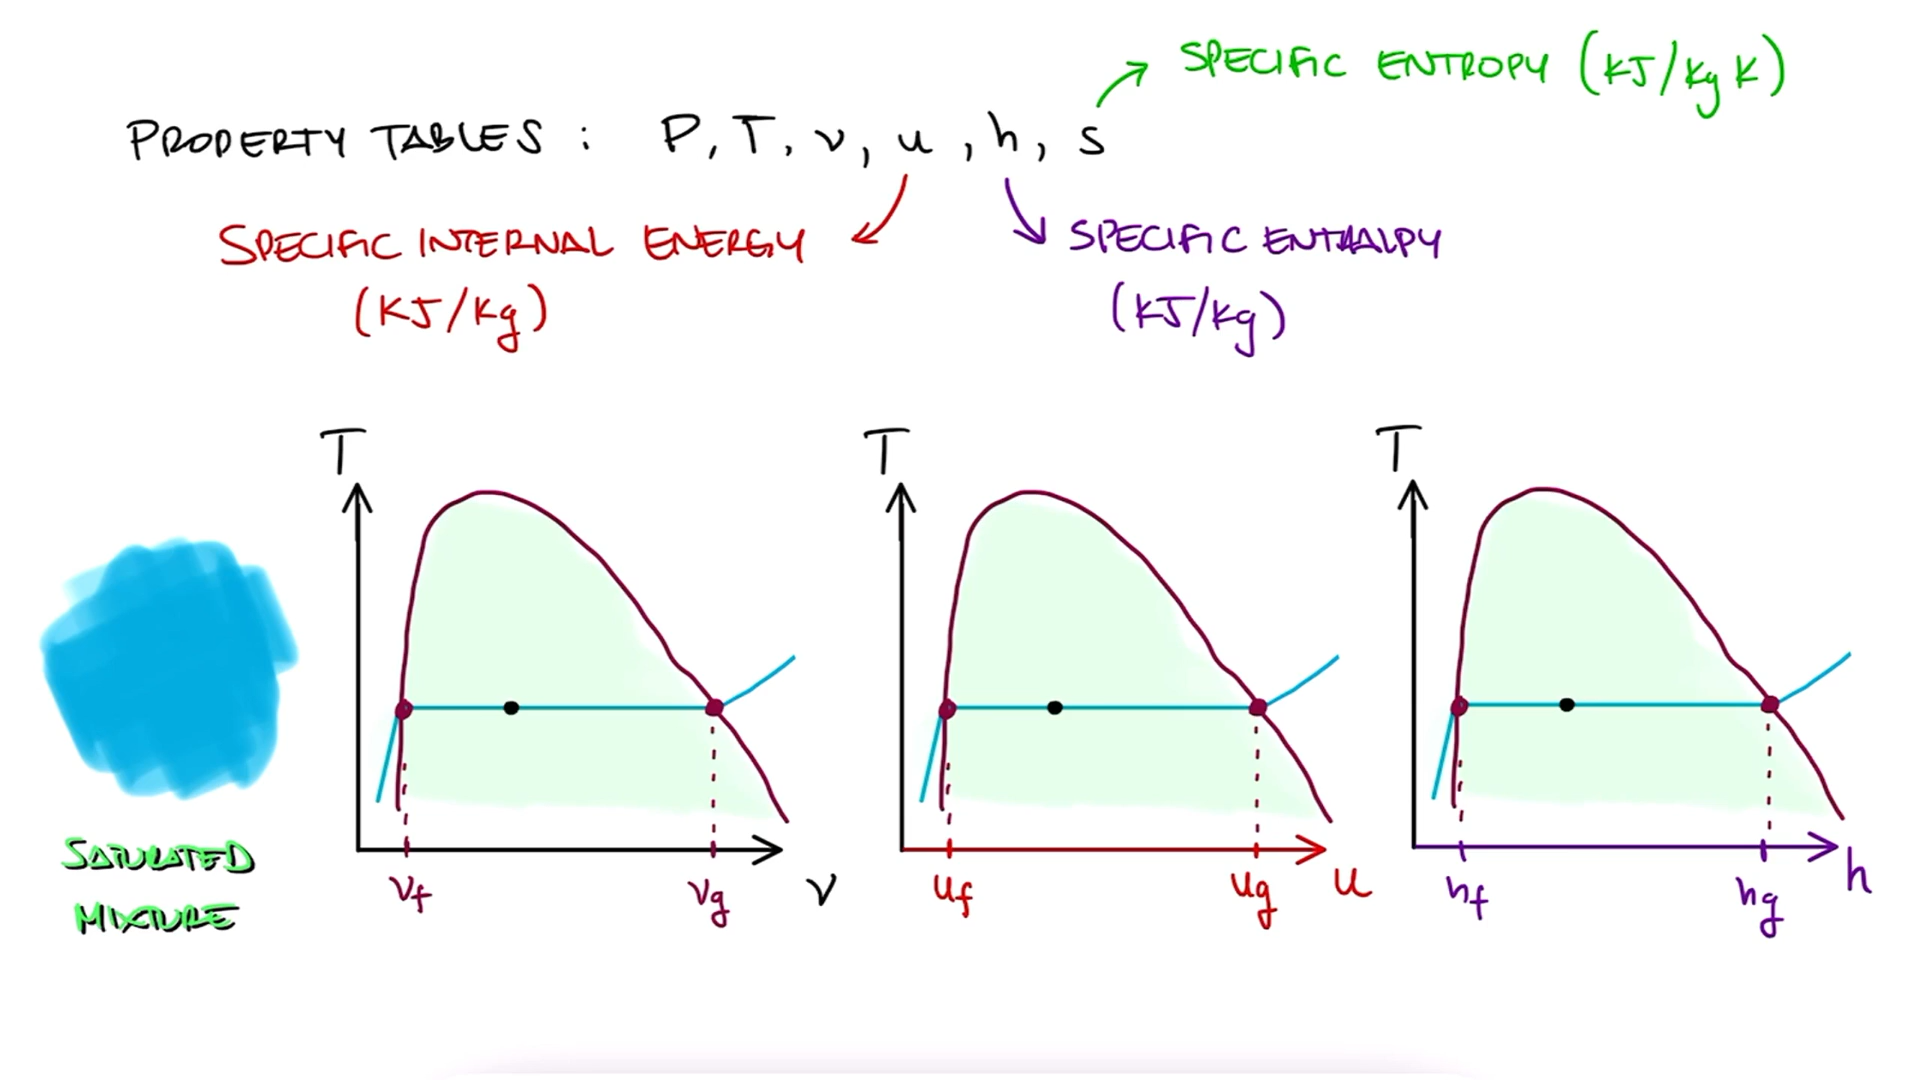 SPECIFIC ENTROPY (KJ/Kg K)
PROPERTY TABLES : P, T, v, u, h, s
SPECIFIC INTERNAL ENERGY
SPECIFIC ENTHALPY
(KJ/Kg)
(KJ/Kg)
T
T
T
SATURATED
MIXTURE
vf
vg
v
uf
ug
u
hf
hg
h